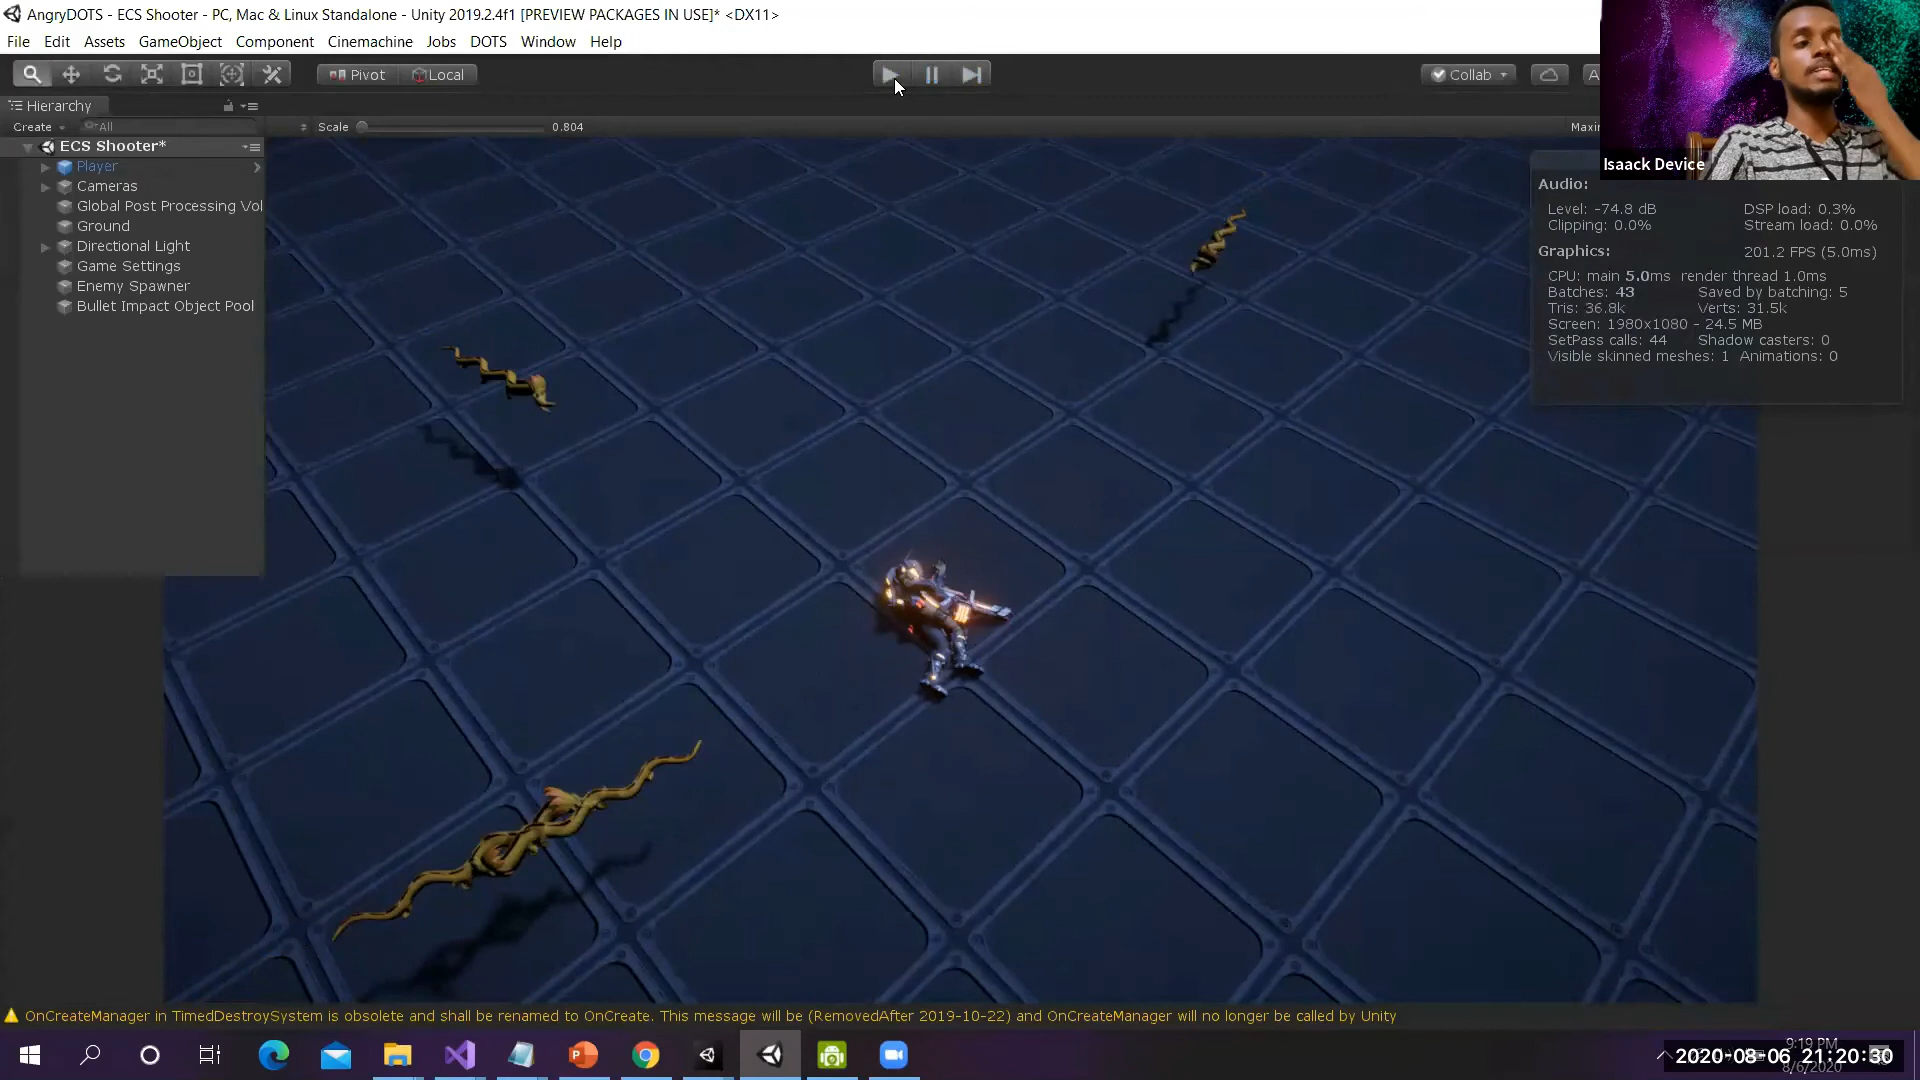 AngryDOTS - ECS Shooter - PC, Mac & Linux Standalone - Unity 2019.2.4f1 [PREVIEW PACKAGES IN USE]* <DX11>
File Edit Assets GameObject Component Cinemachine Jobs DOTS Window Help
Pivot Local Collab
Hierarchy
Create All Scale 0.804
ECS Shooter*
Player
Cameras
Global Post Processing Vol
Ground
Directional Light
Game Settings
Enemy Spawner
Bullet Impact Object Pool
Isaack Device
Audio:
Level: -74.8 dB DSP load: 0.3%
Clipping: 0.0% Stream load: 0.0%
Graphics: 201.2 FPS (5.0ms)
CPU: main 5.0ms render thread 1.0ms
Batches: 43 Saved by batching: 5
Tris: 36.8k Verts: 31.5k
Screen: 1980x1080 - 24.5 MB
SetPass calls: 44 Shadow casters: 0
Visible skinned meshes: 1 Animations: 0
OnCreateManager in TimedDestroySystem is obsolete and shall be renamed to OnCreate. This message will be (RemovedAfter 2019-10-22) and OnCreateManager will no longer be called by Unity
9:19 PM
2020-08-06 21:20:30
8/6/2020